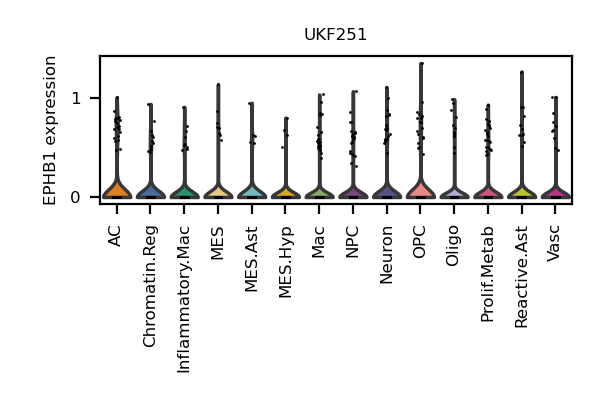 UKF251
EPHB1 expression
1
0
AC
Chromatin.Reg
Inflammatory.Mac
MES
MES.Ast
MES.Hyp
Mac
NPC
Neuron
OPC
Oligo
Prolif.Metab
Reactive.Ast
Vasc